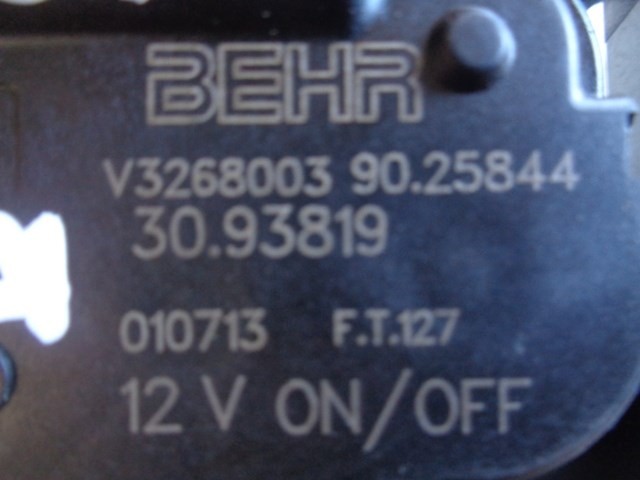 BEHR
V3268003 90.25844
30.93819
010713 F.T.127
12 V ON/OFF